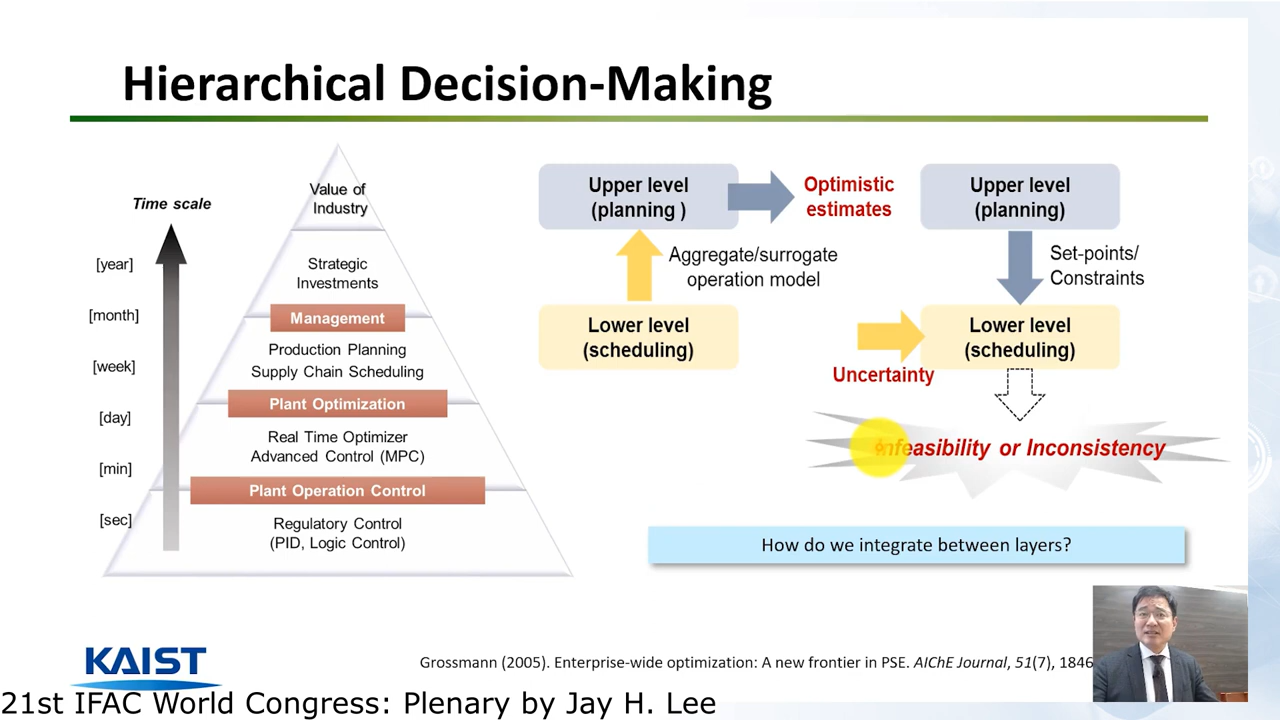 Hierarchical Decision-Making
Time scale
[year]
[month]
[week]
[day]
[min]
[sec]
Value of
Industry
Strategic
Investments
Management
Production Planning
Supply Chain Scheduling
Plant Optimization
Real Time Optimizer
Advanced Control (MPC)
Plant Operation Control
Regulatory Control
(PID, Logic Control)
Upper level
(planning )
Optimistic
estimates
Aggregate/surrogate
operation model
Lower level
(scheduling)
Upper level
(planning)
Set-points/
Constraints
Lower level
(scheduling)
Uncertainty
Infeasibility or Inconsistency
How do we integrate between layers?
Grossmann (2005). Enterprise-wide optimization: A new frontier in PSE. AIChE Journal, 51(7), 1846
KAIST
21st IFAC World Congress: Plenary by Jay H. Lee